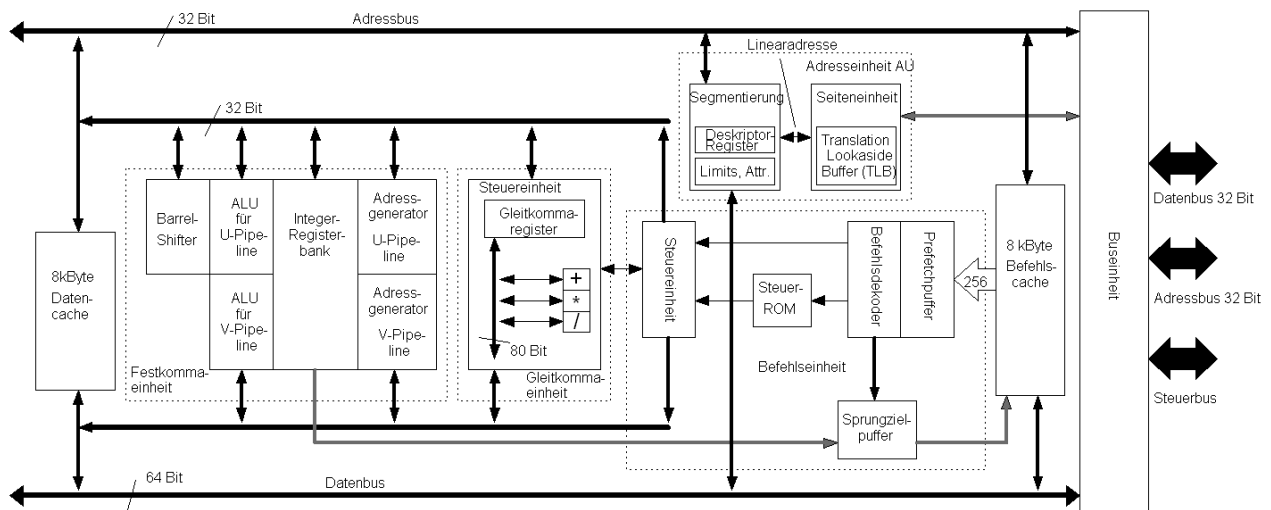 32 Bit
Adressbus
Linearadresse
Adresseinheit AU
Segmentierung
Deskriptor-
Register
Limits, Attr.
Seiteneinheit
Translation
Lookaside
Buffer (TLB)
32 Bit
Barrel-
Shifter
ALU
für
U-Pipe-
line
Integer-
Registerbank
Adress-
generator
U-Pipe-
line
ALU
für
V-Pipe-
line
Adress-
generator
V-Pipe-
line
Festkomma-
einheit
Steuereinheit
Gleitkomma-
register
+
*
/
80 Bit
Gleitkomma-
einheit
8kByte
Daten-
cache
Steuereinheit
Steuer-
ROM
Befehlsdekoder
Prefetchpuffer
256
8 kByte
Befehls-
cache
Befehlseinheit
Sprungziel-
puffer
Buseinheit
Datenbus 32 Bit
Adressbus 32 Bit
Steuerbus
64 Bit
Datenbus